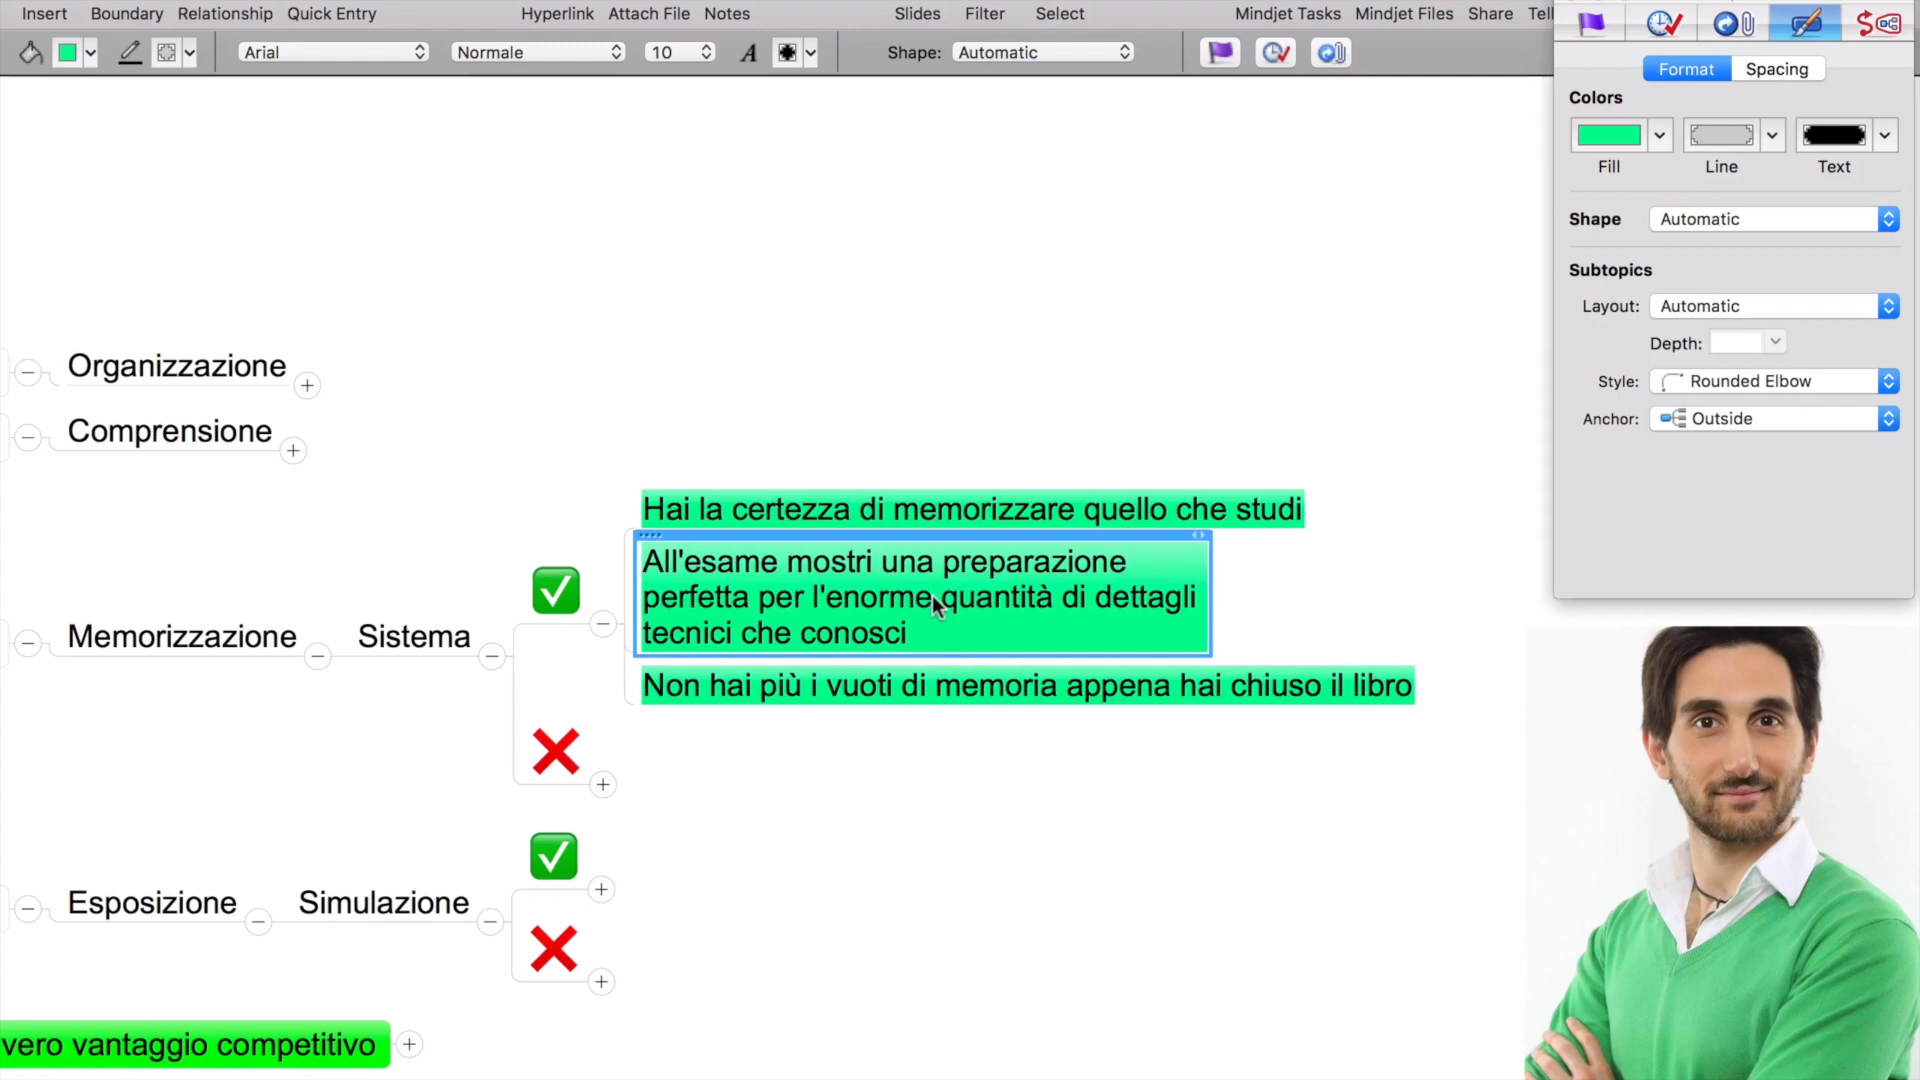 Insert Boundary Relationship Quick Entry Hyperlink Attach File Notes Slides Filter Select Mindjet Tasks Mindjet Files Share Tell
Arial Normale 10 A Shape: Automatic
Format Spacing
Colors
Fill Line Text
Shape Automatic
Subtopics
Layout: Automatic
Depth:
Style: Rounded Elbow
Anchor: Outside
Organizzazione
Comprensione
Hai la certezza di memorizzare quello che studi
All'esame mostri una preparazione
perfetta per l'enorme quantità di dettagli
tecnici che conosci
Memorizzazione Sistema
Non hai più i vuoti di memoria appena hai chiuso il libro
Esposizione Simulazione
vero vantaggio competitivo